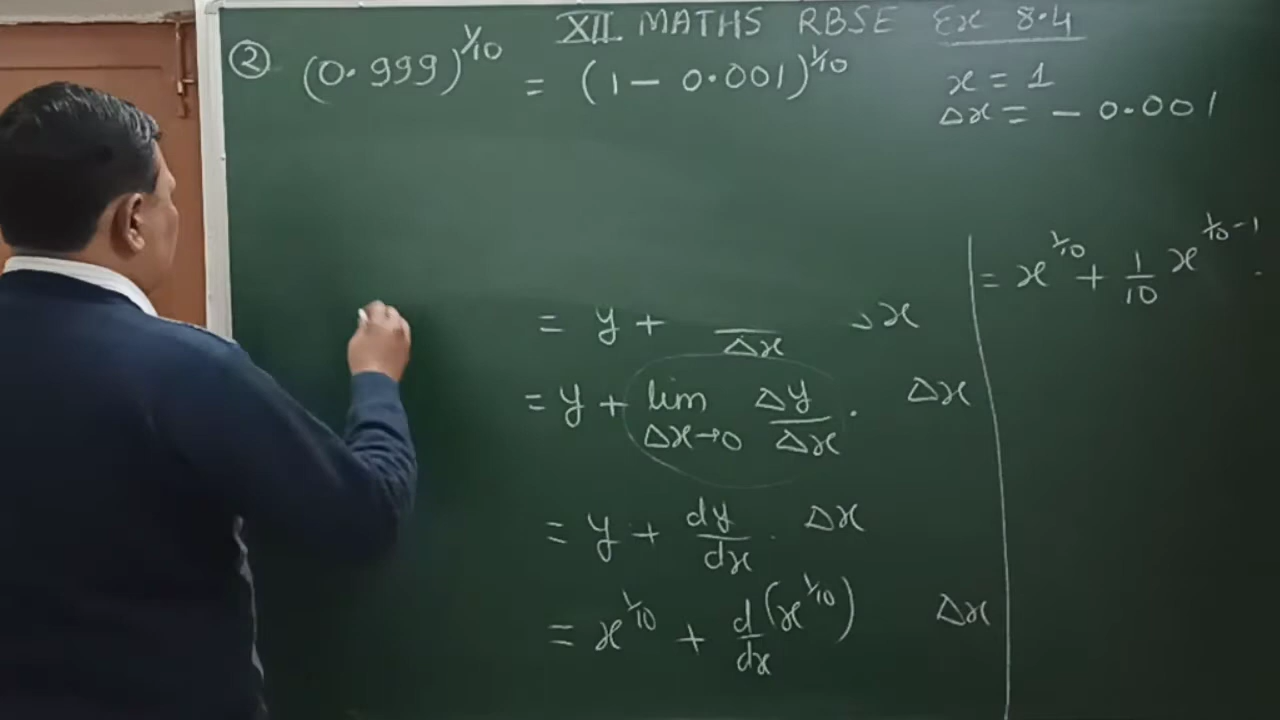 XII MATHS RBSE Ex 8.4
② (0.999)^1/10 = (1 - 0.001)^1/10
x = 1
Δx = - 0.001
= y + /Δx x
= y + lim Δx→0 Δy/Δx . Δx
= y + dy/dx . Δx
= x^1/10 + d/dx (x^1/10) Δx
= x^1/10 + 1/10 x^1/10-1 .